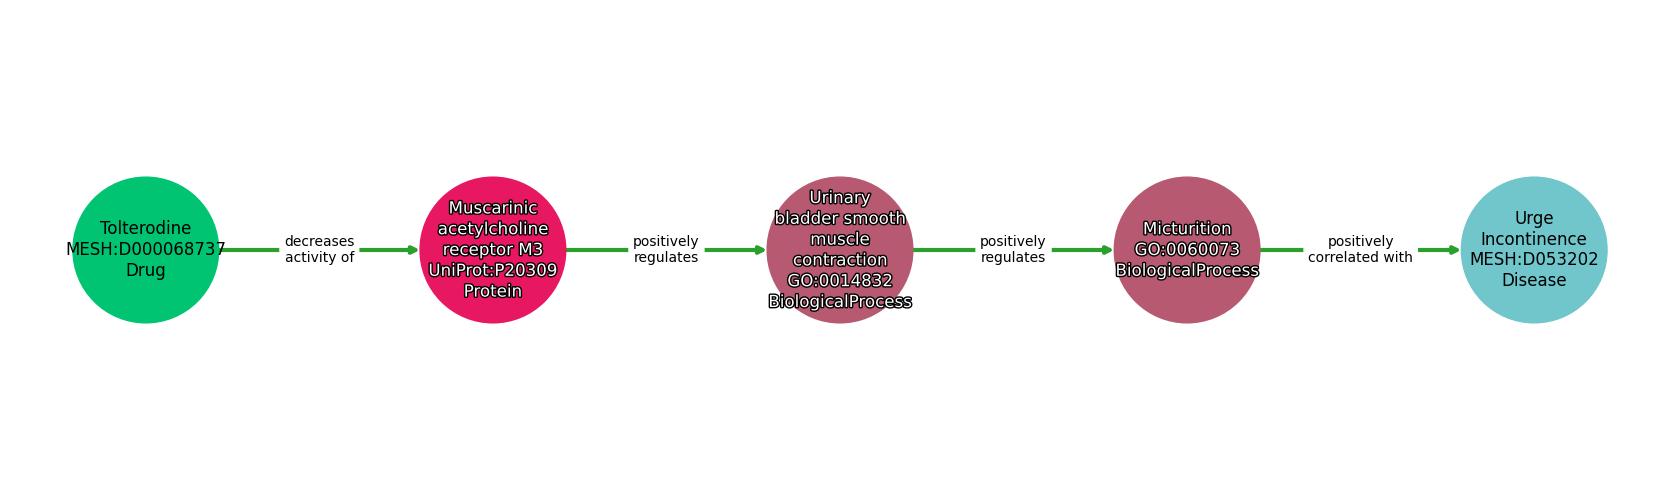 Tolterodine
MESH:D000068737
Drug
decreases
activity of
Muscarinic
acetylcholine
receptor M3
UniProt:P20309
Protein
positively
regulates
Urinary
bladder smooth
muscle
contraction
GO:0014832
BiologicalProcess
positively
regulates
Micturition
GO:0060073
BiologicalProcess
positively
correlated with
Urge
Incontinence
MESH:D053202
Disease